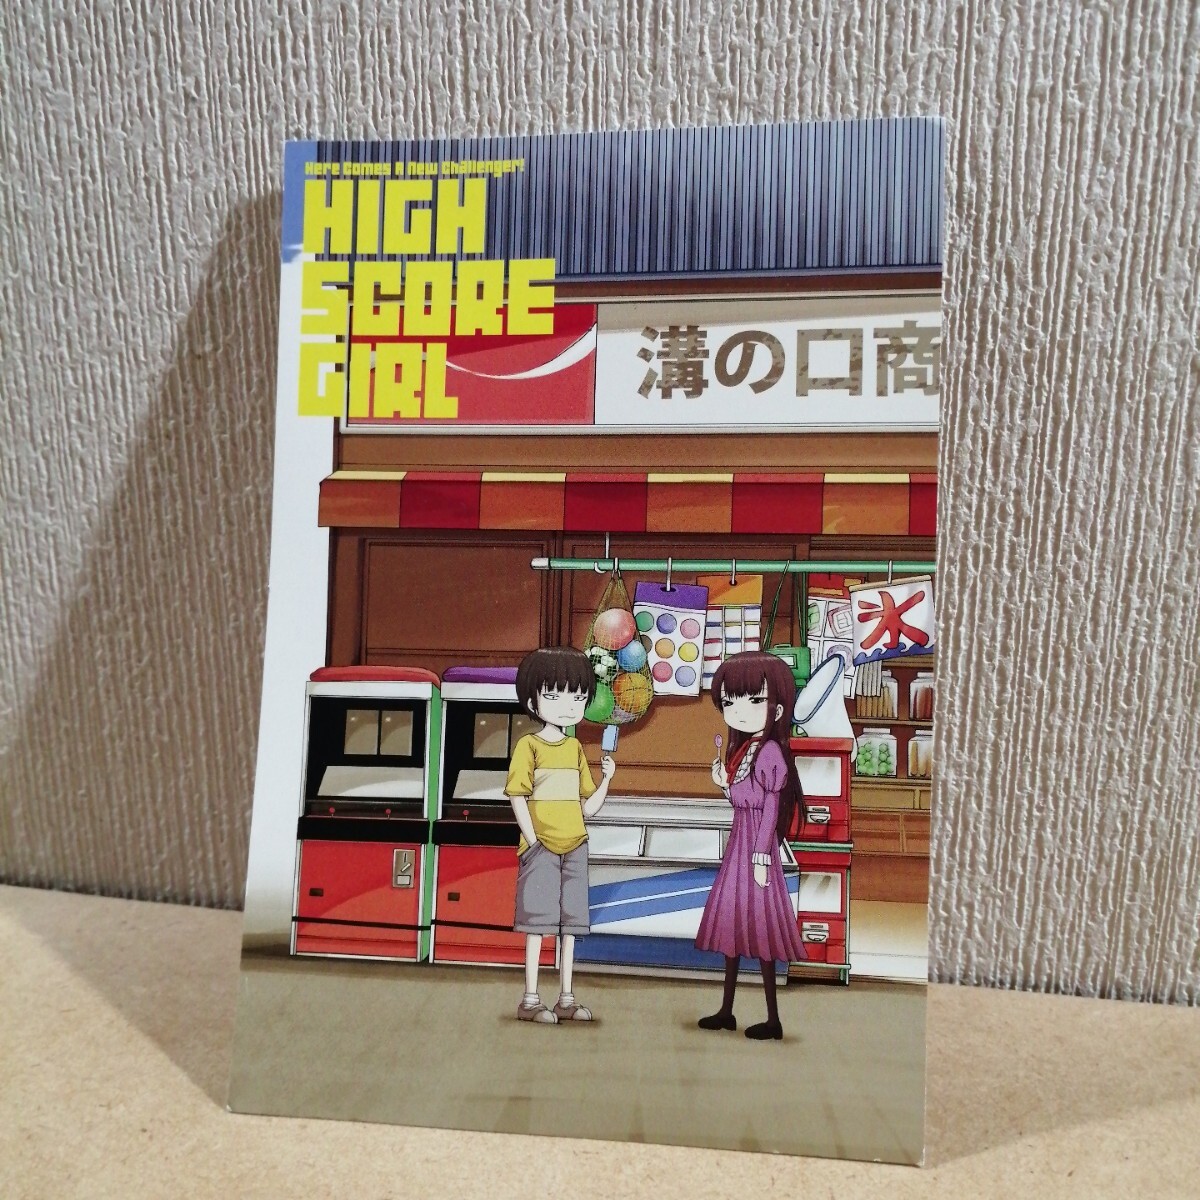 Here Comes A New Challenger!
HIGH
SCORE
GIRL
溝の口商
氷